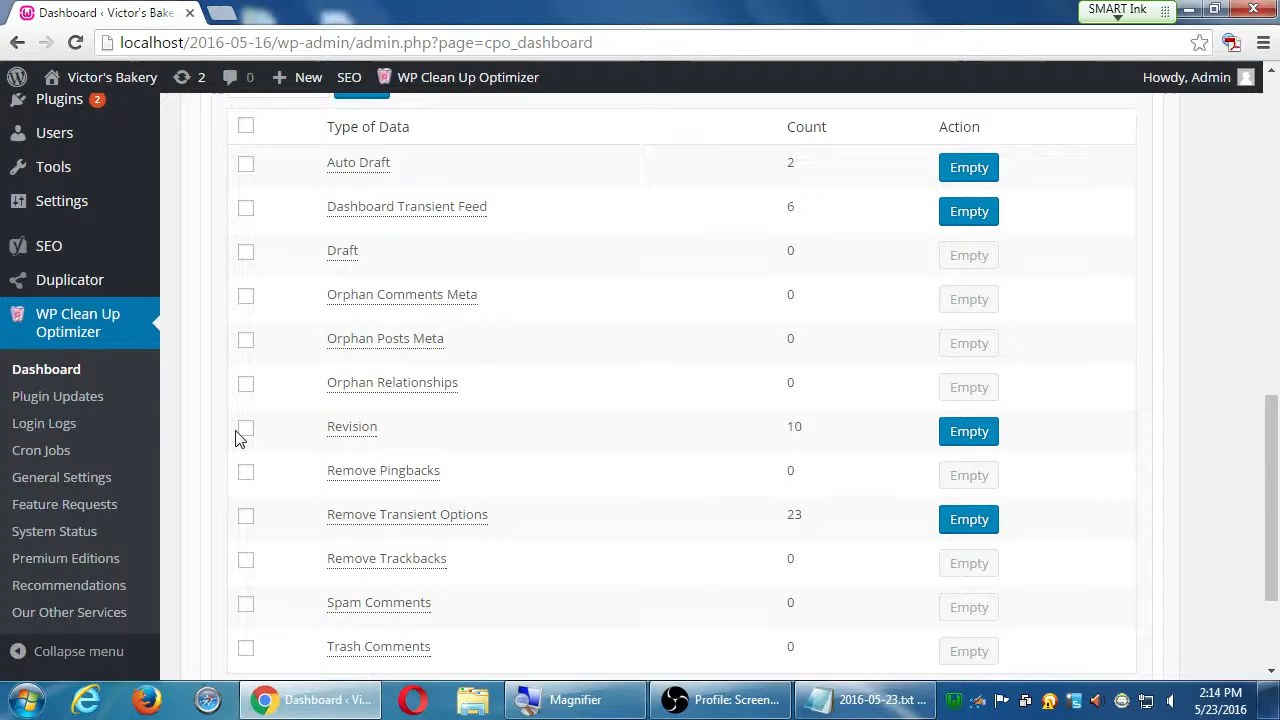 Dashboard ‹ Victor's Bake
SMART Ink
localhost/2016-05-16/wp-admin/admin.php?page=cpo_dashboard
Victor's Bakery 2 0 New SEO WP Clean Up Optimizer Howdy, Admin
Plugins 2
Users
Tools
Settings
SEO
Duplicator
WP Clean Up
Optimizer
Dashboard
Plugin Updates
Login Logs
Cron Jobs
General Settings
Feature Requests
System Status
Premium Editions
Recommendations
Our Other Services
Collapse menu
Type of Data Count Action
Auto Draft 2 Empty
Dashboard Transient Feed 6 Empty
Draft 0 Empty
Orphan Comments Meta 0 Empty
Orphan Posts Meta 0 Empty
Orphan Relationships 0 Empty
Revision 10 Empty
Remove Pingbacks 0 Empty
Remove Transient Options 23 Empty
Remove Trackbacks 0 Empty
Spam Comments 0 Empty
Trash Comments 0 Empty
Dashboard ‹ Vi... Magnifier Profile: Screen... 2016-05-23.txt ...
2:14 PM
5/23/2016